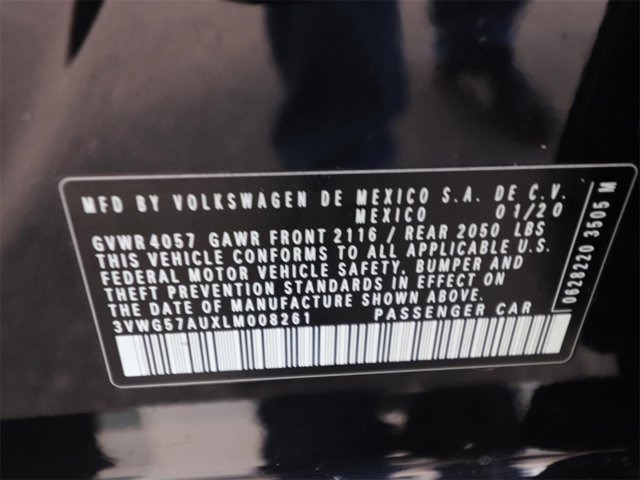 MFD BY VOLKSWAGEN DE MEXICO S.A. DE C.V.
MEXICO 01/20
GVWR 4057 GAWR FRONT 2116 / REAR 2050 LBS
THIS VEHICLE CONFORMS TO ALL APPLICABLE U.S.
FEDERAL MOTOR VEHICLE SAFETY, BUMPER AND
THEFT PREVENTION STANDARDS IN EFFECT ON
THE DATE OF MANUFACTURE SHOWN ABOVE.
3VWG57AUXLM008261 PASSENGER CAR
0628220 3505 M